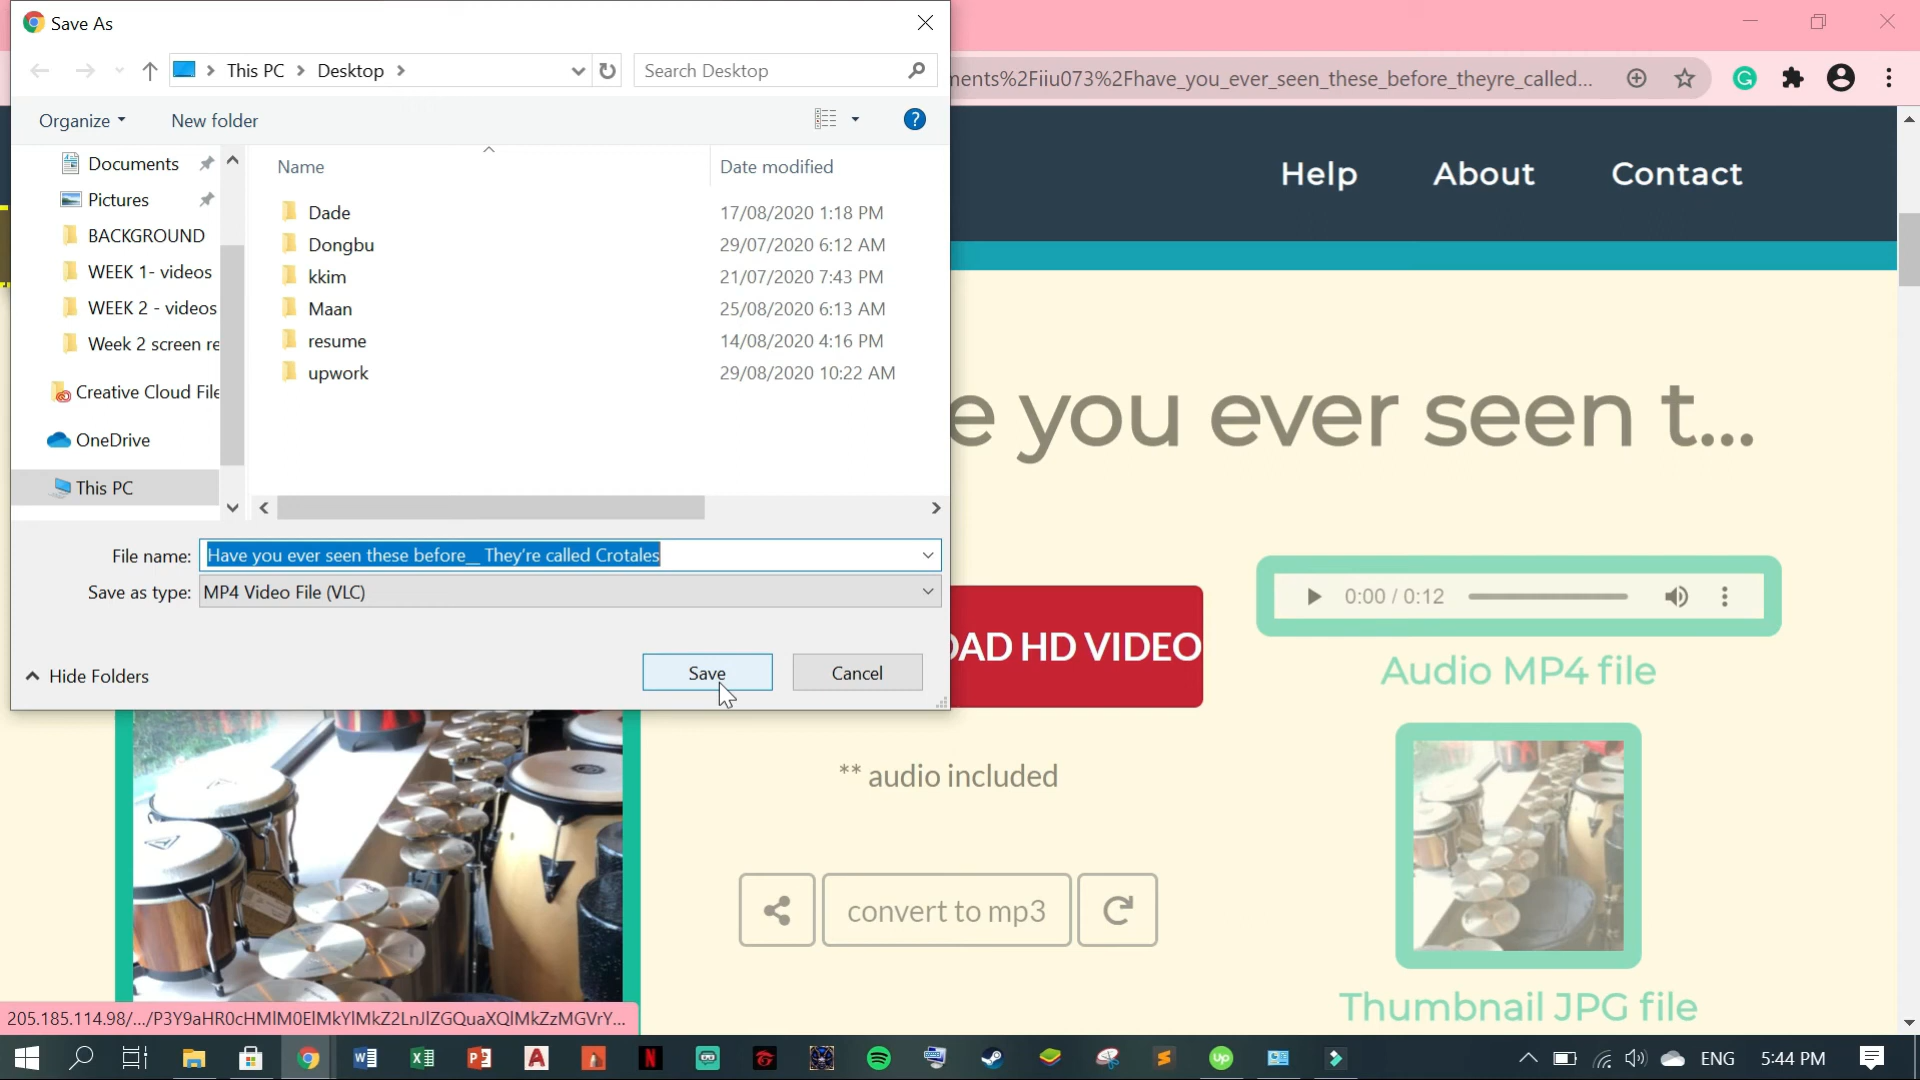 Save As
This PC > Desktop >
Search Desktop
ments%2Fiiu073%2Fhave_you_ever_seen_these_before_theyre_called...
Organize
New folder
Help
About
Contact
Documents
Pictures
BACKGROUND
WEEK 1- videos
WEEK 2 - videos
Week 2 screen re
Creative Cloud File
OneDrive
This PC
Name
Date modified
Dade
17/08/2020 1:18 PM
Dongbu
29/07/2020 6:12 AM
kkim
21/07/2020 7:43 PM
Maan
25/08/2020 6:13 AM
resume
14/08/2020 4:16 PM
upwork
29/08/2020 10:22 AM
e you ever seen t...
File name:
Have you ever seen these before__ They're called Crotales
Save as type:
MP4 Video File (VLC)
Hide Folders
Save
Cancel
OAD HD VIDEO
0:00 / 0:12
Audio MP4 file
** audio included
convert to mp3
Thumbnail JPG file
205.185.114.98/.../P3Y9aHR0cHMlM0ElMkYlMkZ2LnJlZGQuaXQlMkZzMGVrY...
ENG
5:44 PM